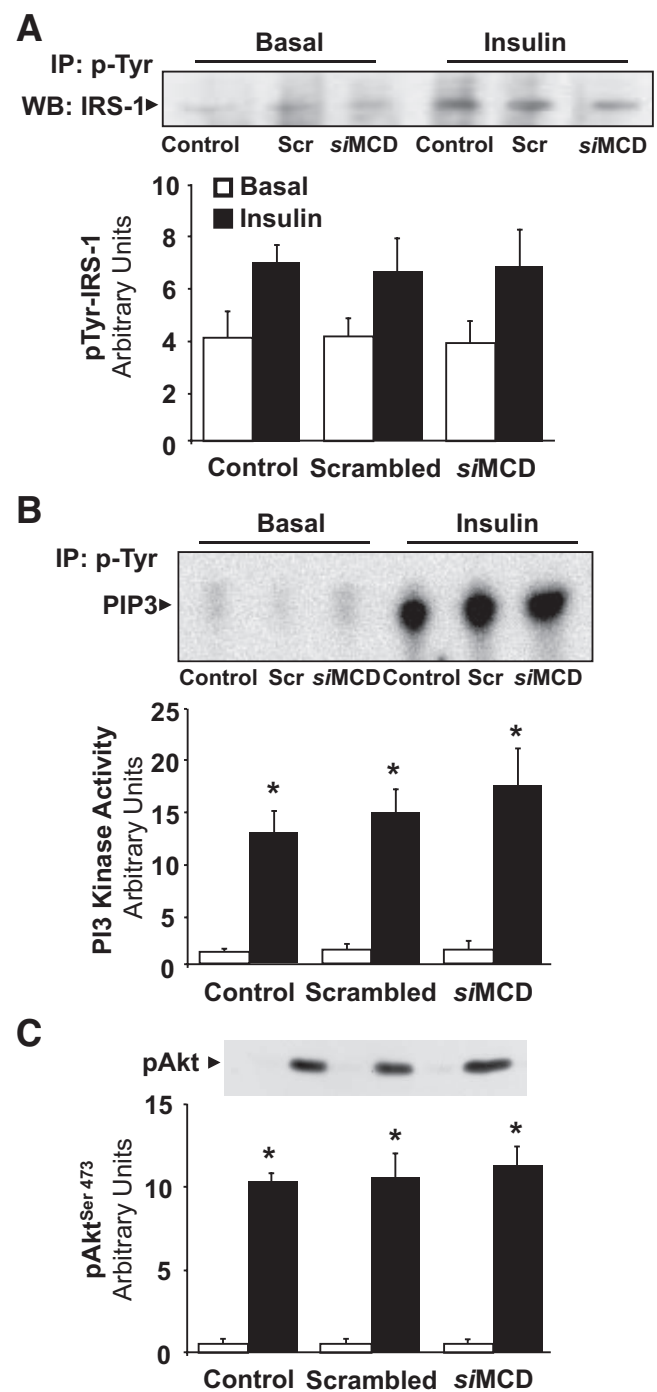 A
Basal Insulin
IP: p-Tyr
WB: IRS-1►
Control Scr siMCD Control Scr siMCD
10
8
6
4
2
0
Basal
Insulin
pTyr-IRS-1
Arbitrary Units
Control Scrambled siMCD
B
Basal Insulin
IP: p-Tyr
PIP3►
Control Scr siMCD Control Scr siMCD
25
20
15
10
5
0
PI3 Kinase Activity
Arbitrary Units
* * *
Control Scrambled siMCD
C
pAkt ►
15
10
5
0
pAktSer 473
Arbitrary Units
* * *
Control Scrambled siMCD